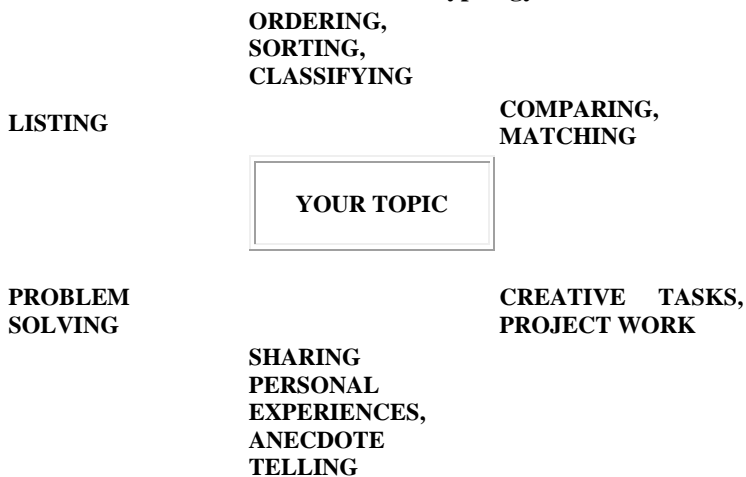 ORDERING,
SORTING,
CLASSIFYING
LISTING
COMPARING,
MATCHING
YOUR TOPIC
PROBLEM
SOLVING
CREATIVE TASKS,
PROJECT WORK
SHARING
PERSONAL
EXPERIENCES,
ANECDOTE
TELLING